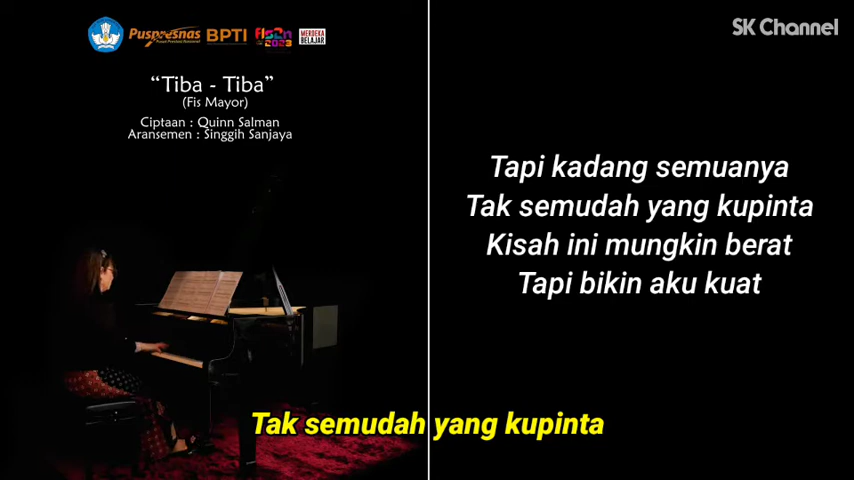 Puspresnas
BPTI
2023
MERDEKA
BELAJAR
SK Channel
“Tiba - Tiba”
(Fis Mayor)
Ciptaan : Quinn Salman
Aransemen : Singgih Sanjaya
Tapi kadang semuanya
Tak semudah yang kupinta
Kisah ini mungkin berat
Tapi bikin aku kuat
Tak semudah yang kupinta